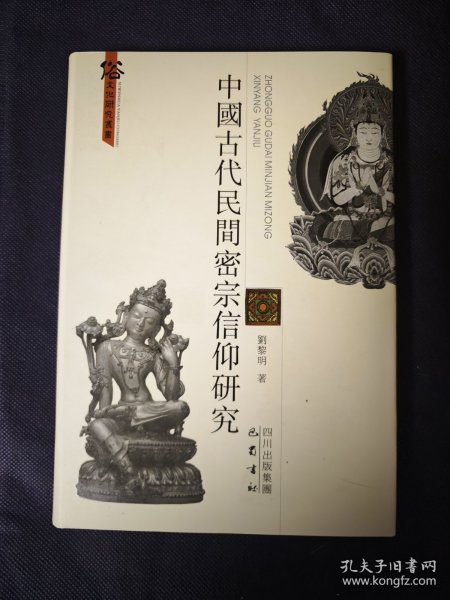 俗
文化研究叢書
ZHONGGUO GUDAI MINJIAN MIZONG
XINYANG YANJIU
中國古代民間密宗信仰研究
劉黎明 著
四川出版集團
巴蜀書社
孔夫子旧书网
www.kongfz.com